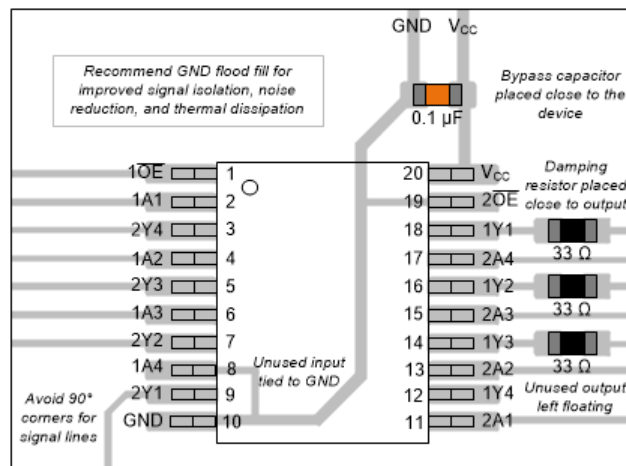 GND VCC
Recommend GND flood fill for
improved signal isolation, noise
reduction, and thermal dissipation
Bypass capacitor
placed close to the
device
0.1 µF
1O̅E̅ 1 20 VCC
1A1 2 19 2O̅E̅
2Y4 3 18 1Y1
1A2 4 17 2A4
2Y3 5 16 1Y2
1A3 6 15 2A3
2Y2 7 14 1Y3
1A4 8 13 2A2
2Y1 9 12 1Y4
GND 10 11 2A1
Damping
resistor placed
close to output
33 Ω
33 Ω
33 Ω
Unused input
tied to GND
Unused output
left floating
Avoid 90°
corners for
signal lines